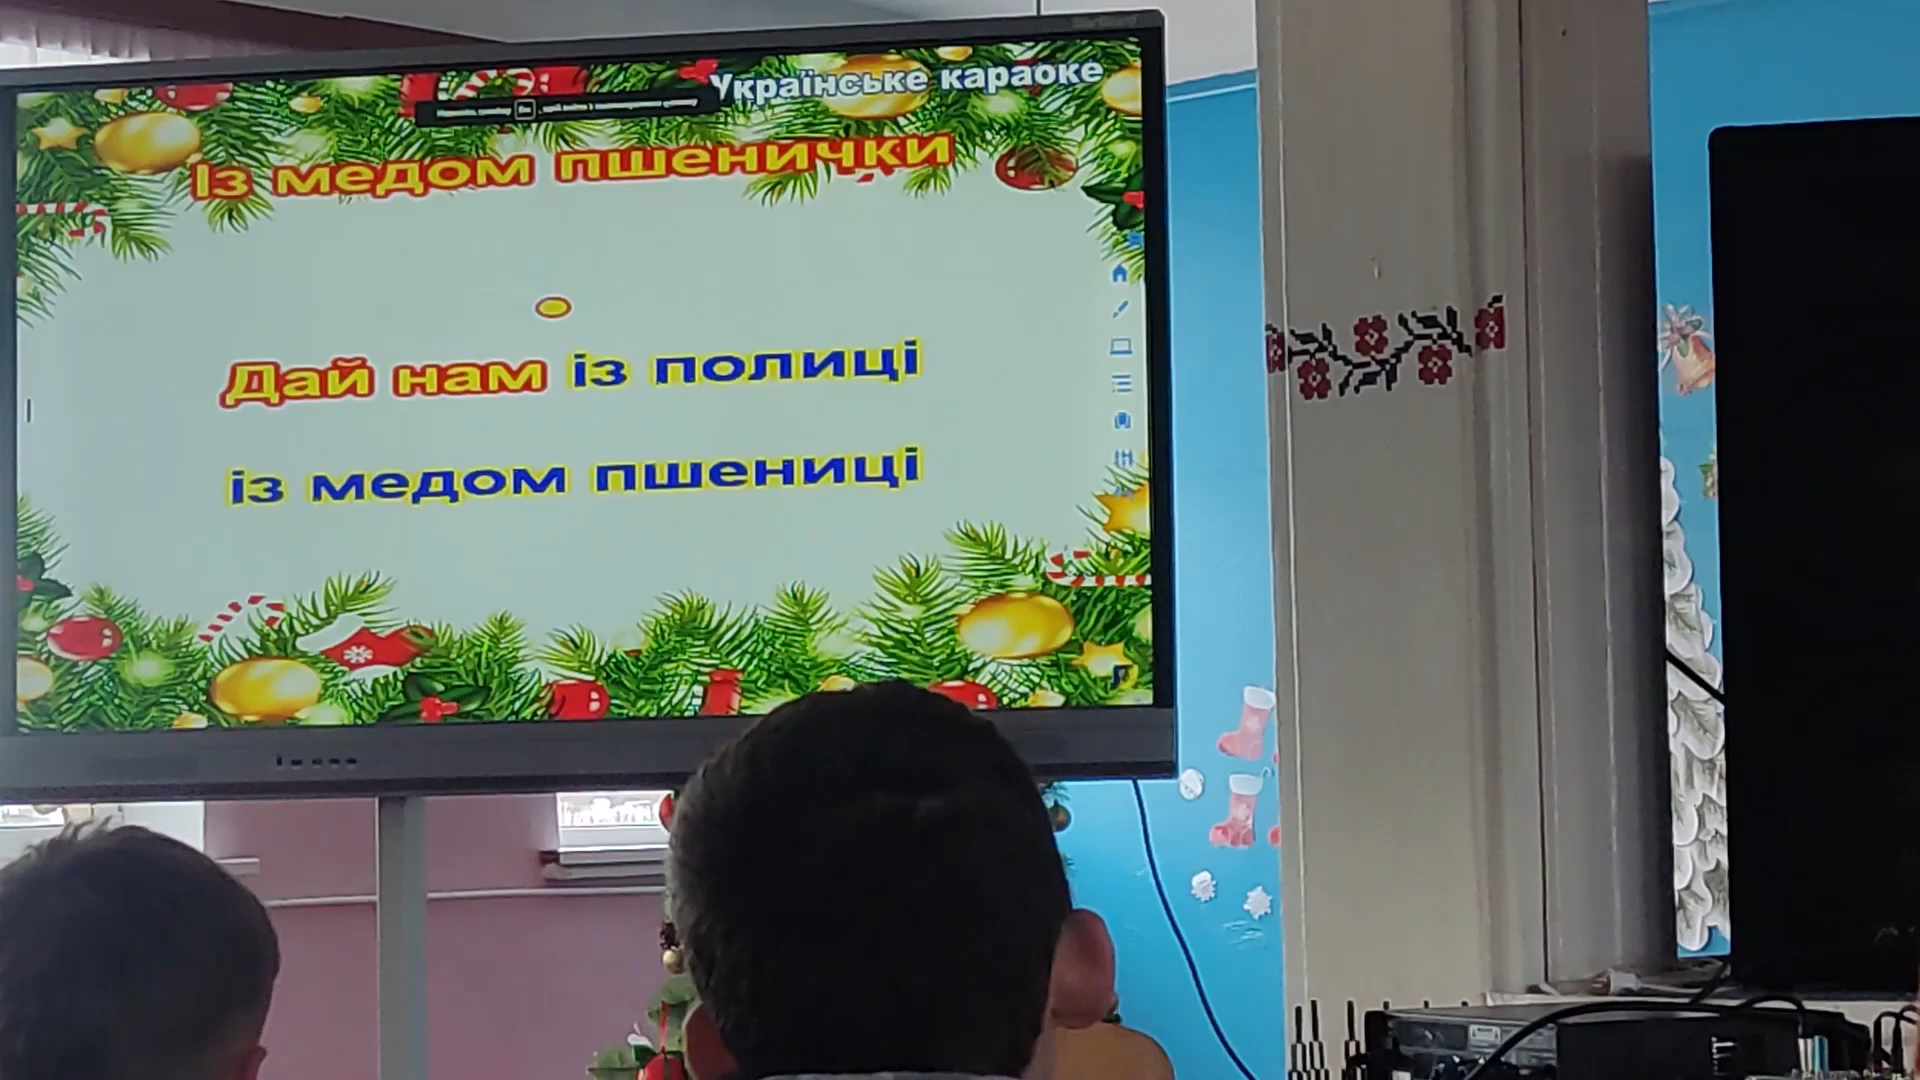 Українське караоке
Із медом пшенички
Дай нам із полиці
із медом пшениці